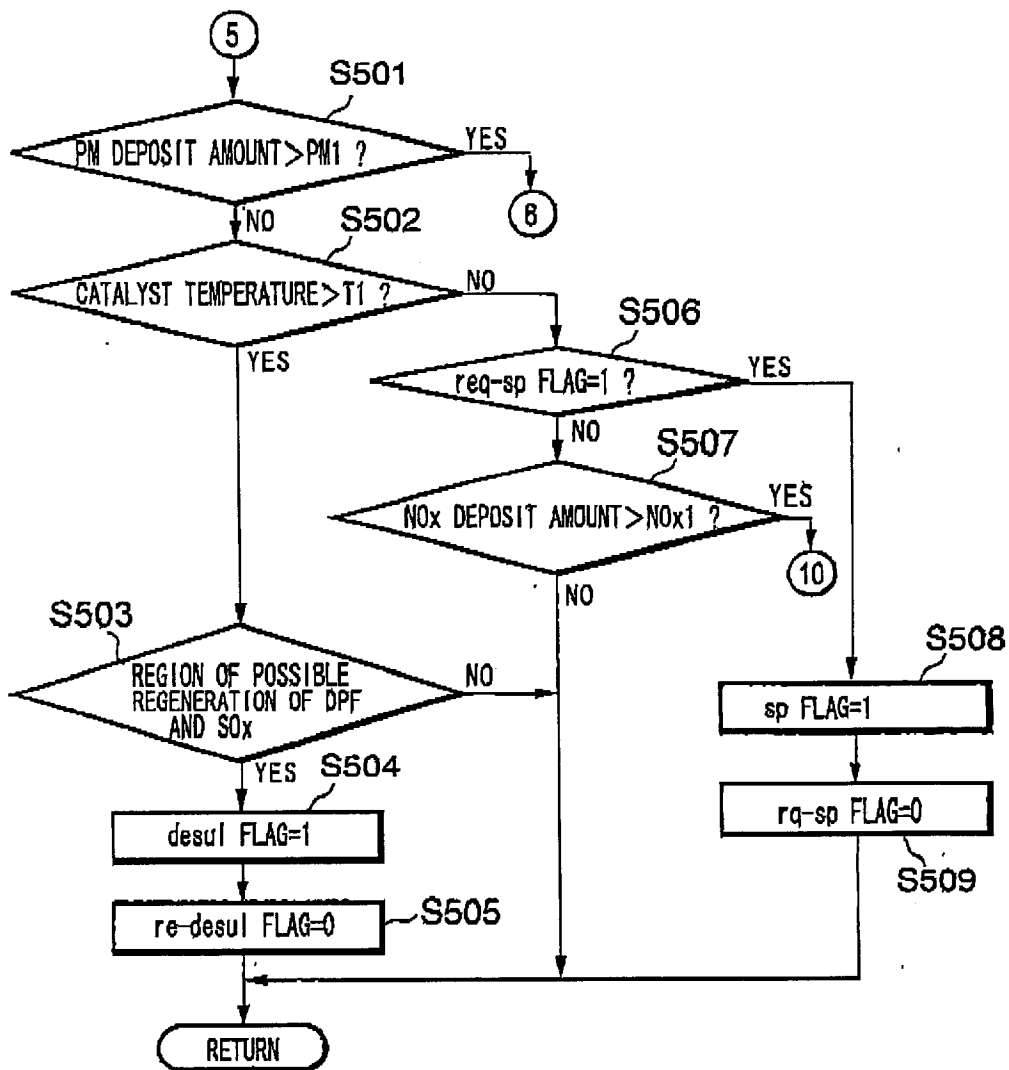 5
S501
PM DEPOSIT AMOUNT>PM1 ?
YES
6
NO
S502
CATALYST TEMPERATURE>T1 ?
NO
YES
S506
req-sp FLAG=1 ?
YES
NO
S507
NOx DEPOSIT AMOUNT>NOx1 ?
YES
10
NO
S503
REGION OF POSSIBLE
REGENERATION OF DPF
AND SOx
NO
YES
S504
desul FLAG=1
S508
sp FLAG=1
rq-sp FLAG=0
S509
re-desul FLAG=0
S505
RETURN